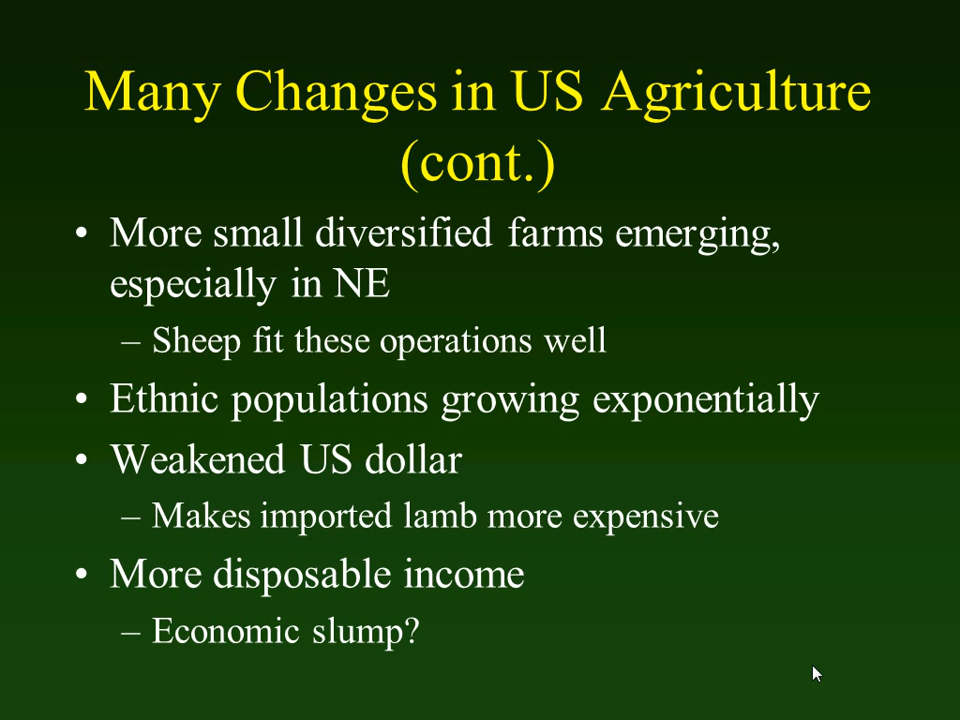 Many Changes in US Agriculture
(cont.)
• More small diversified farms emerging,
especially in NE
– Sheep fit these operations well
• Ethnic populations growing exponentially
• Weakened US dollar
– Makes imported lamb more expensive
• More disposable income
– Economic slump?